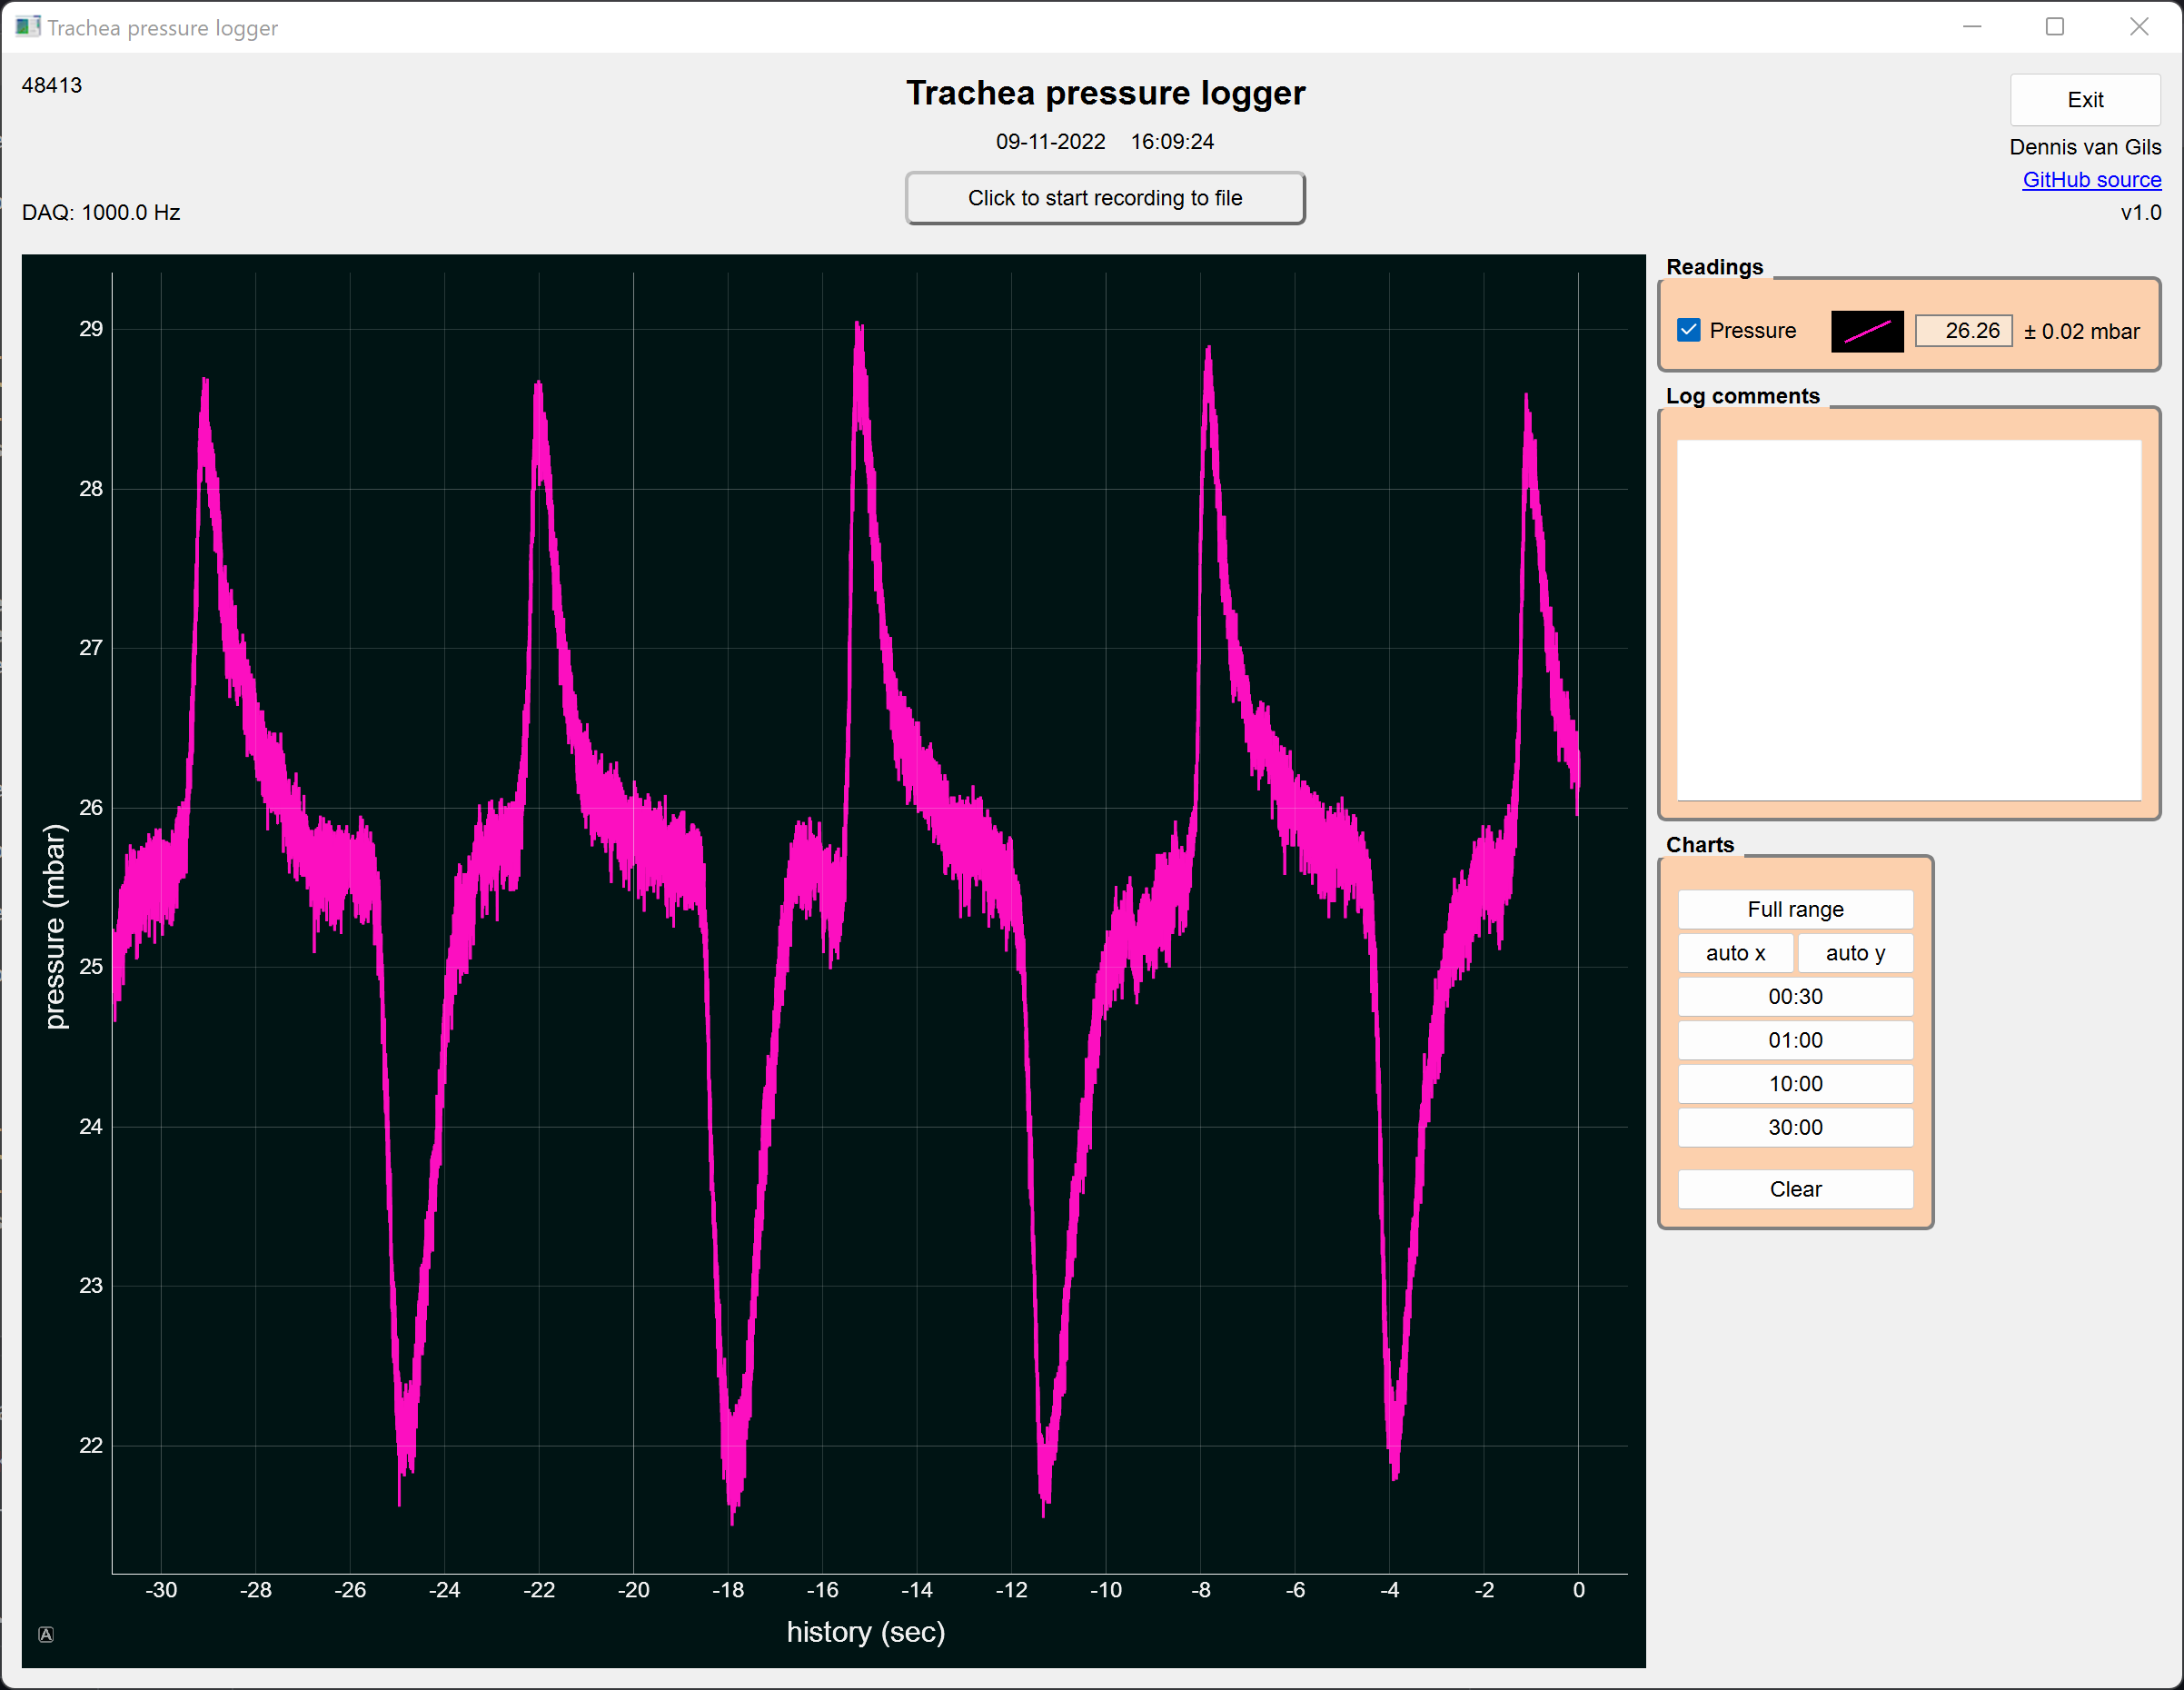 Trachea pressure logger
48413
Trachea pressure logger
Exit
09-11-2022 16:09:24
Dennis van Gils
GitHub source
Click to start recording to file
DAQ: 1000.0 Hz
v1.0
Readings
Pressure 26.26 ± 0.02 mbar
Log comments
Charts
Full range
auto x auto y
00:30
01:00
10:00
30:00
Clear
29
28
27
26
25
24
23
22
pressure (mbar)
-30 -28 -26 -24 -22 -20 -18 -16 -14 -12 -10 -8 -6 -4 -2 0
history (sec)
A